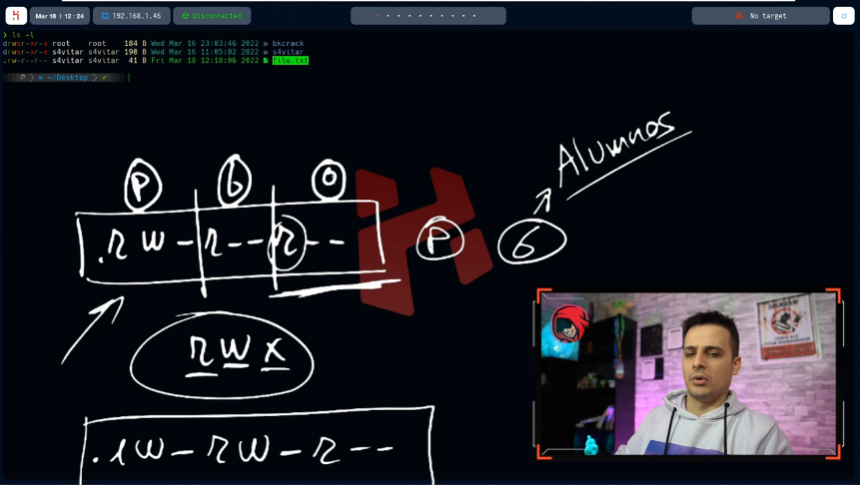 Mar 18 | 12:24
192.168.1.46
Disconnected
No target
❯ ls -l
drwxr-xr-x root root 184 B Wed Mar 16 23:03:46 2022 bkcrack
drwxr-xr-x s4vitar s4vitar 190 B Wed Mar 16 11:05:02 2022 s4vitar
.rw-r--r-- s4vitar s4vitar 41 B Fri Mar 18 12:18:06 2022 file.txt
~/Desktop
Alumnos
P G O
.rw-r--r-- P G
rwx
.rw-rw-r--